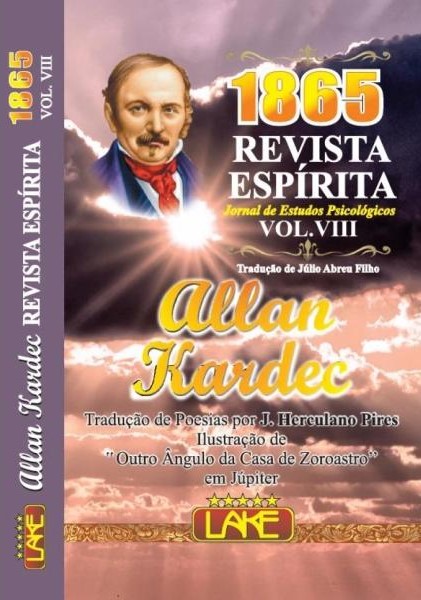 1865
REVISTA
ESPÍRITA
Jornal de Estudos Psicológicos
VOL.VIII
Tradução de Júlio Abreu Filho
Allan
Kardec
Tradução de Poesias por J. Herculano Pires
Ilustração de
"Outro Ângulo da Casa de Zoroastro"
em Júpiter
LAKE
Allan Kardec REVISTA ESPÍRITA 1865
VOL. VIII
LAKE